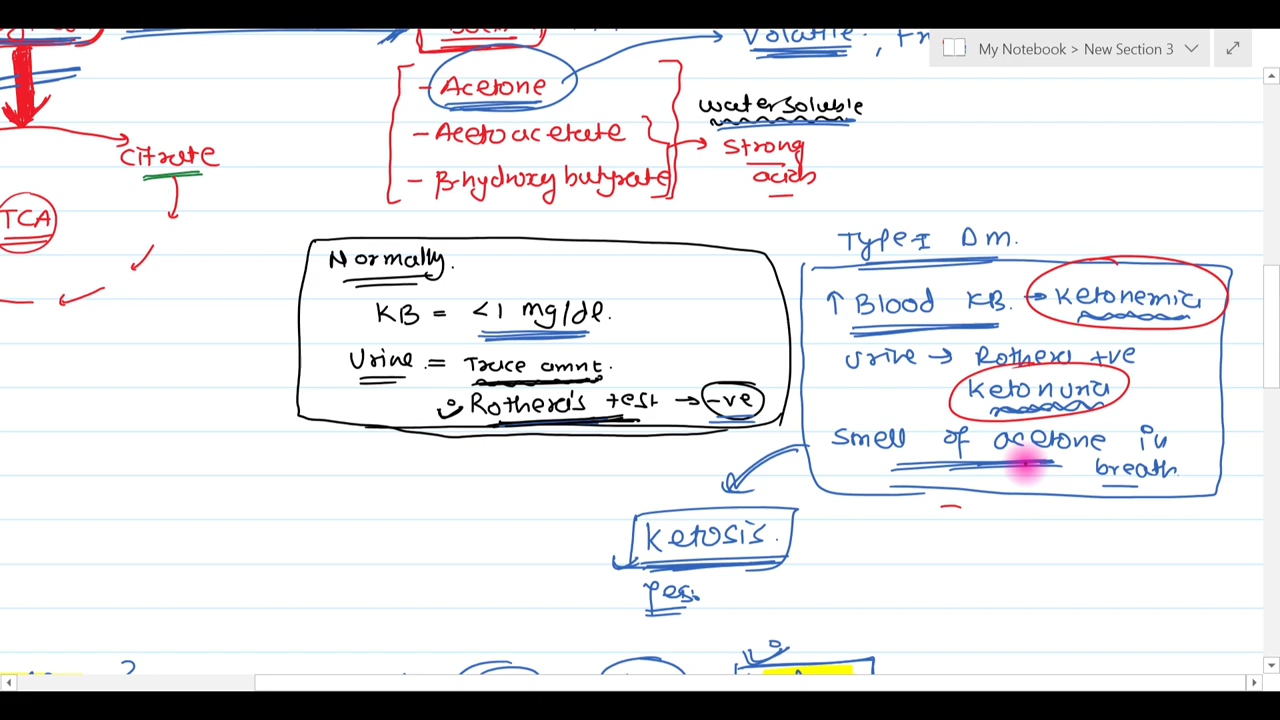 Volatile,
My Notebook > New Section 3
- Acetone
water soluble
- Acetoacetate
strong
acids
citrate
- β-hydroxy butyrate
TCA
Type I Dm.
Normally.
KB = <1 mg/dl.
Urine = Trace amnt.
Rothera's test → -ve
↑ Blood KB. → Ketonemia
Urine → Rothera +ve
Ketonuria
Smell of acetone in
breath.
Ketosis.
yes.
?